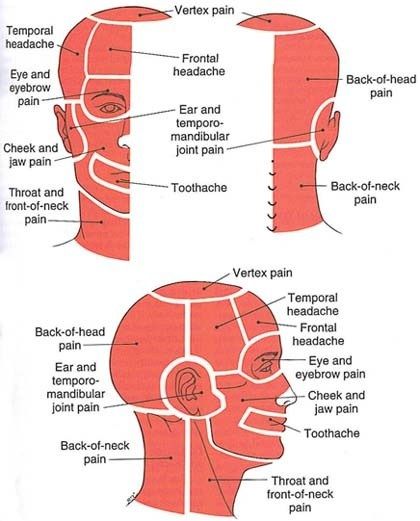 Vertex pain
Temporal
headache
Frontal
headache
Eye and
eyebrow
pain
Ear and
temporo-
mandibular
joint pain
Cheek and
jaw pain
Toothache
Throat and
front-of-neck
pain
Back-of-head
pain
Back-of-neck
pain
Vertex pain
Temporal
headache
Frontal
headache
Back-of-head
pain
Eye and
eyebrow pain
Ear and
temporo-
mandibular
joint pain
Cheek and
jaw pain
Toothache
Back-of-neck
pain
Throat and
front-of-neck
pain